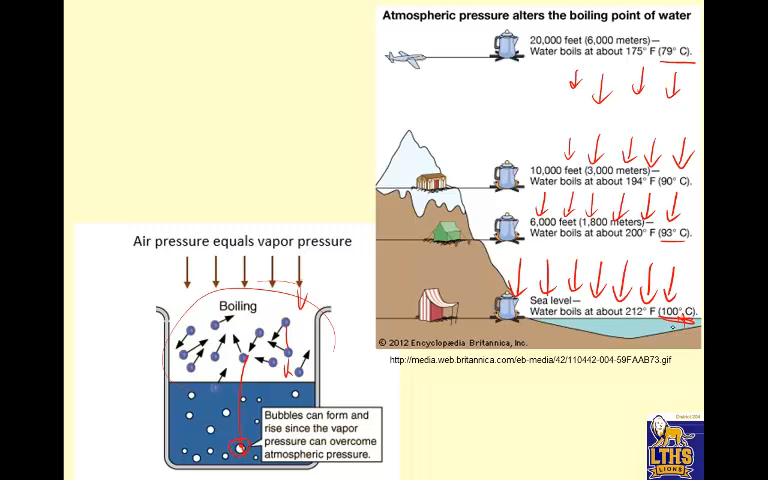 Atmospheric pressure alters the boiling point of water
20,000 feet (6,000 meters)—
Water boils at about 175° F (79° C).
10,000 feet (3,000 meters)—
Water boils at about 194° F (90° C).
6,000 feet (1,800 meters)—
Water boils at about 200° F (93° C).
Sea level—
Water boils at about 212° F (100° C).
© 2012 Encyclopædia Britannica, Inc.
http://media.web.britannica.com/eb-media/42/110442-004-59FAAB73.gif
Air pressure equals vapor pressure
Boiling
Bubbles can form and
rise since the vapor
pressure can overcome
atmospheric pressure.
District 204
LTHS
LIONS